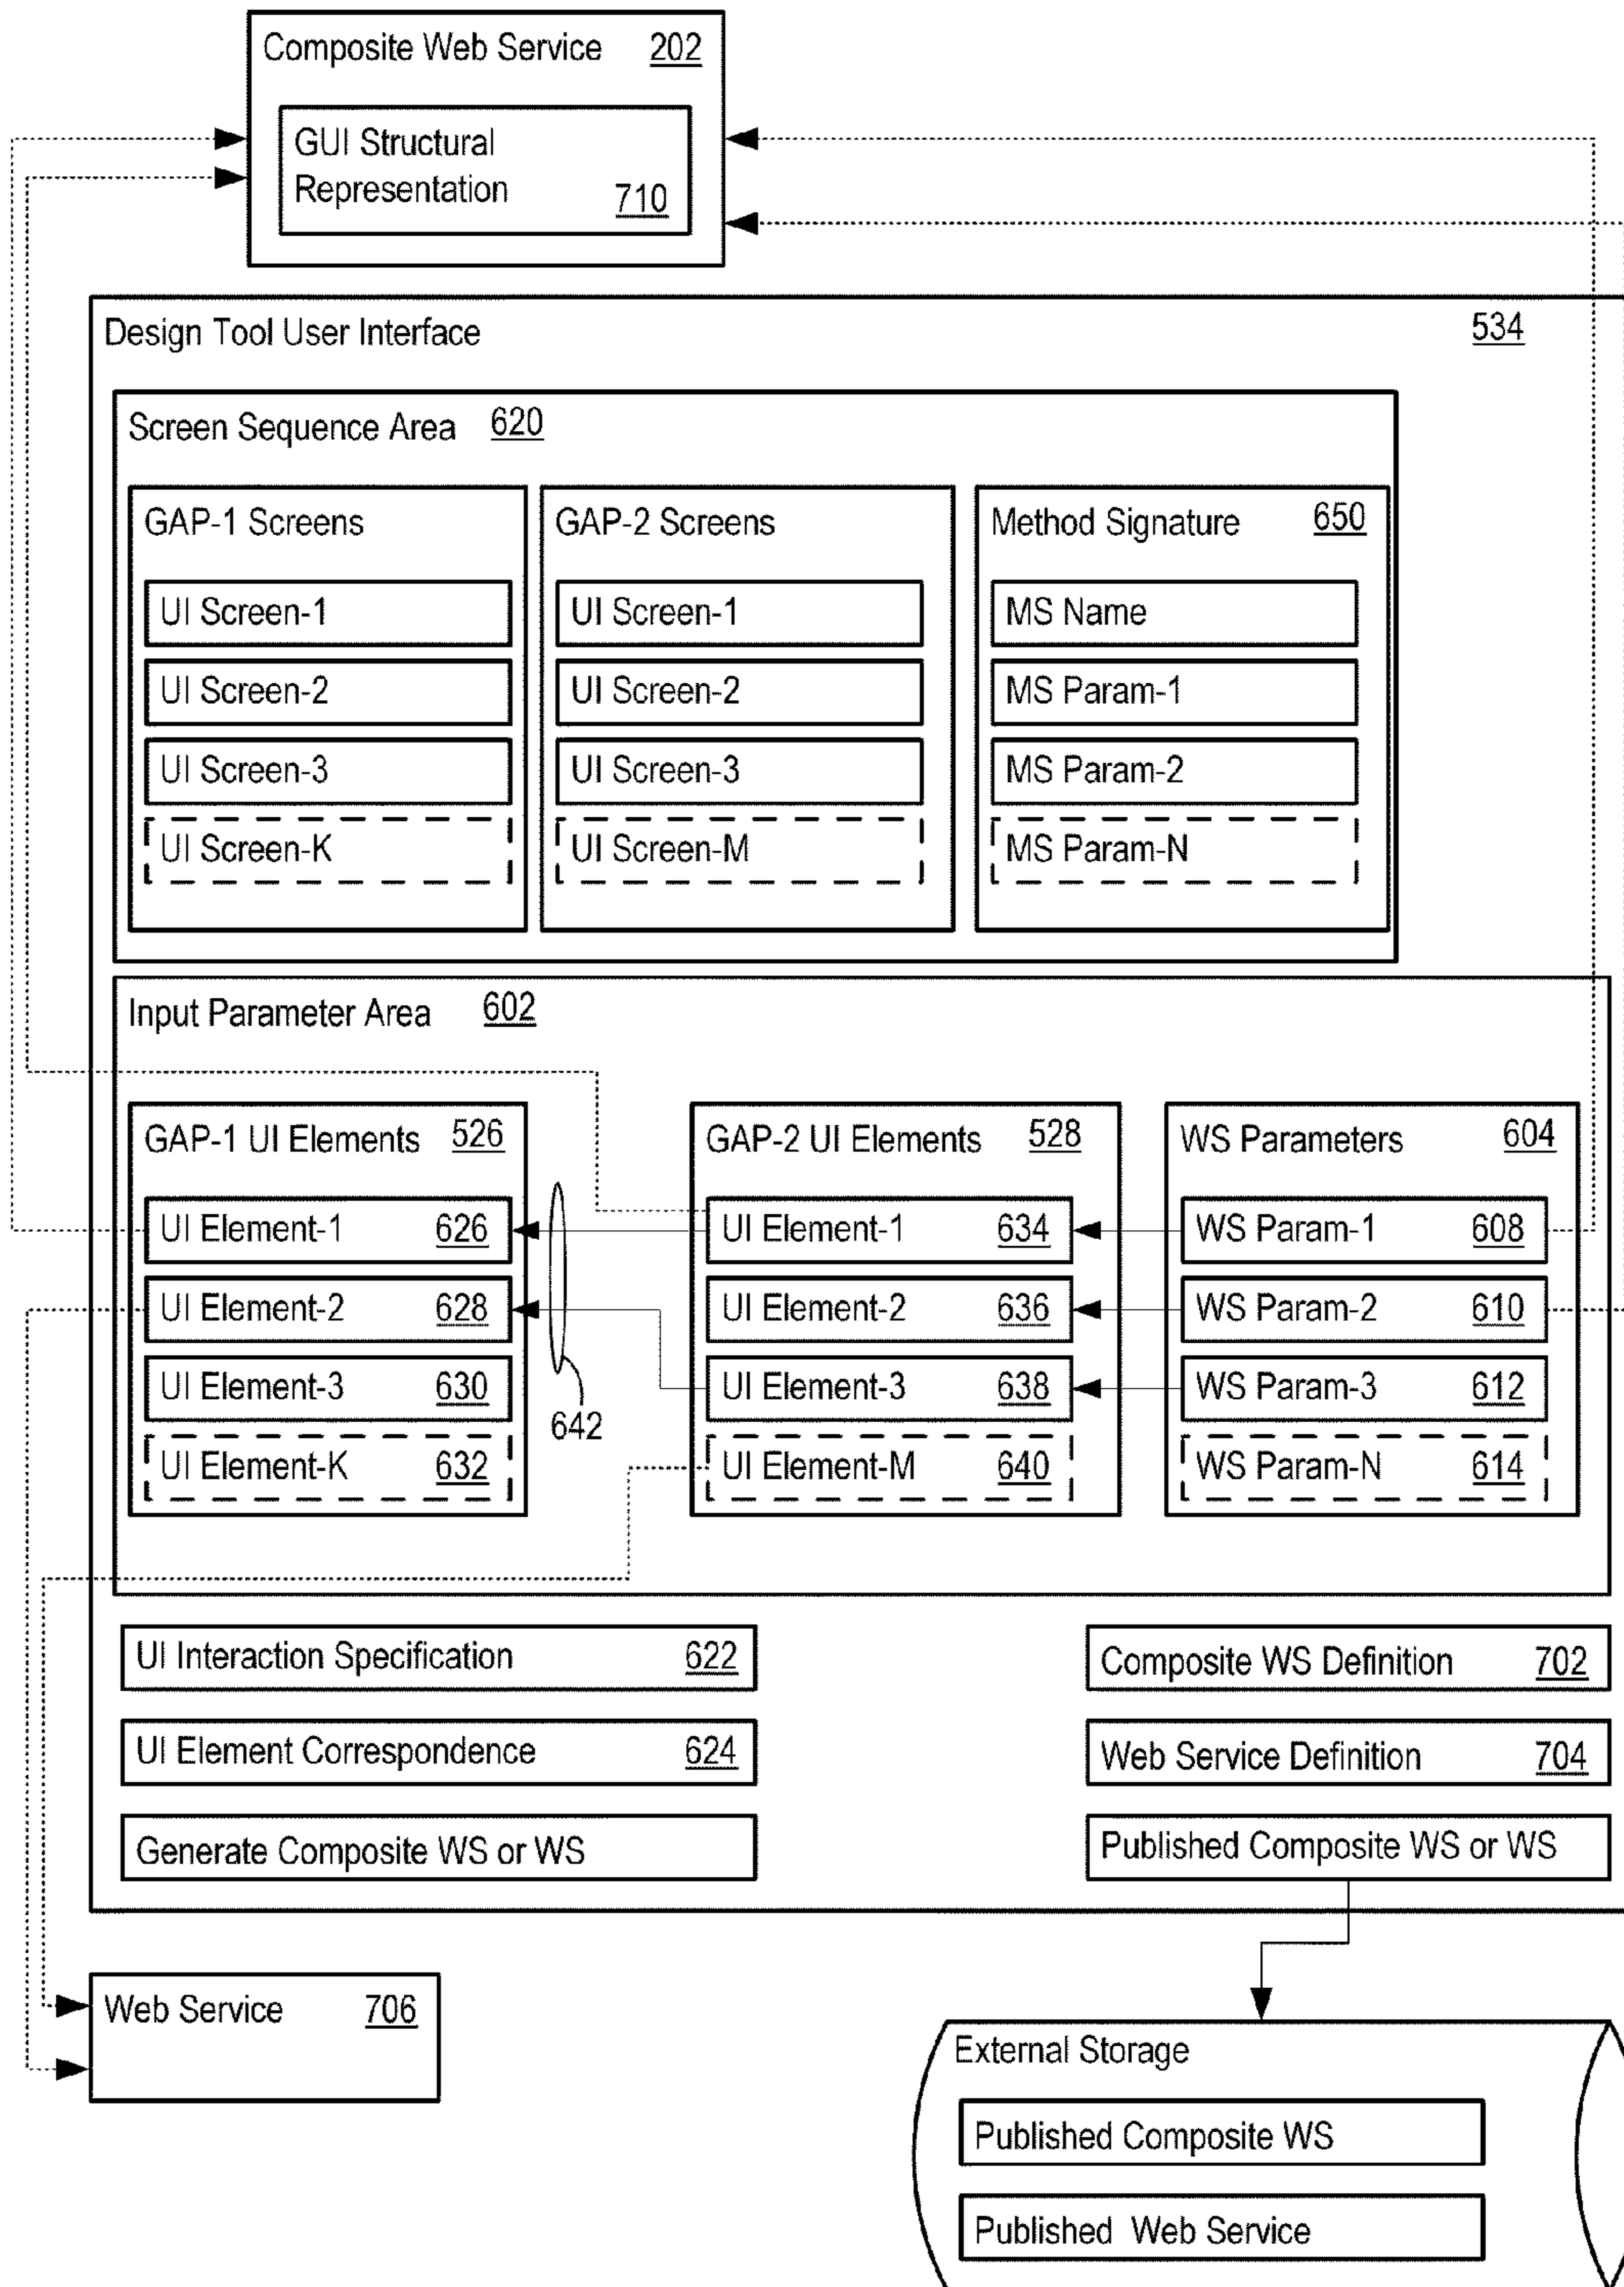 Composite Web Service 202
GUI Structural
Representation 710
Design Tool User Interface 534
Screen Sequence Area 620
GAP-1 Screens
UI Screen-1
UI Screen-2
UI Screen-3
UI Screen-K
GAP-2 Screens
UI Screen-1
UI Screen-2
UI Screen-3
UI Screen-M
Method Signature 650
MS Name
MS Param-1
MS Param-2
MS Param-N
Input Parameter Area 602
GAP-1 UI Elements 526
UI Element-1 626
UI Element-2 628
UI Element-3 630
UI Element-K 632
642
GAP-2 UI Elements 528
UI Element-1 634
UI Element-2 636
UI Element-3 638
UI Element-M 640
WS Parameters 604
WS Param-1 608
WS Param-2 610
WS Param-3 612
WS Param-N 614
UI Interaction Specification 622
UI Element Correspondence 624
Generate Composite WS or WS
Composite WS Definition 702
Web Service Definition 704
Published Composite WS or WS
Web Service 706
External Storage
Published Composite WS
Published Web Service